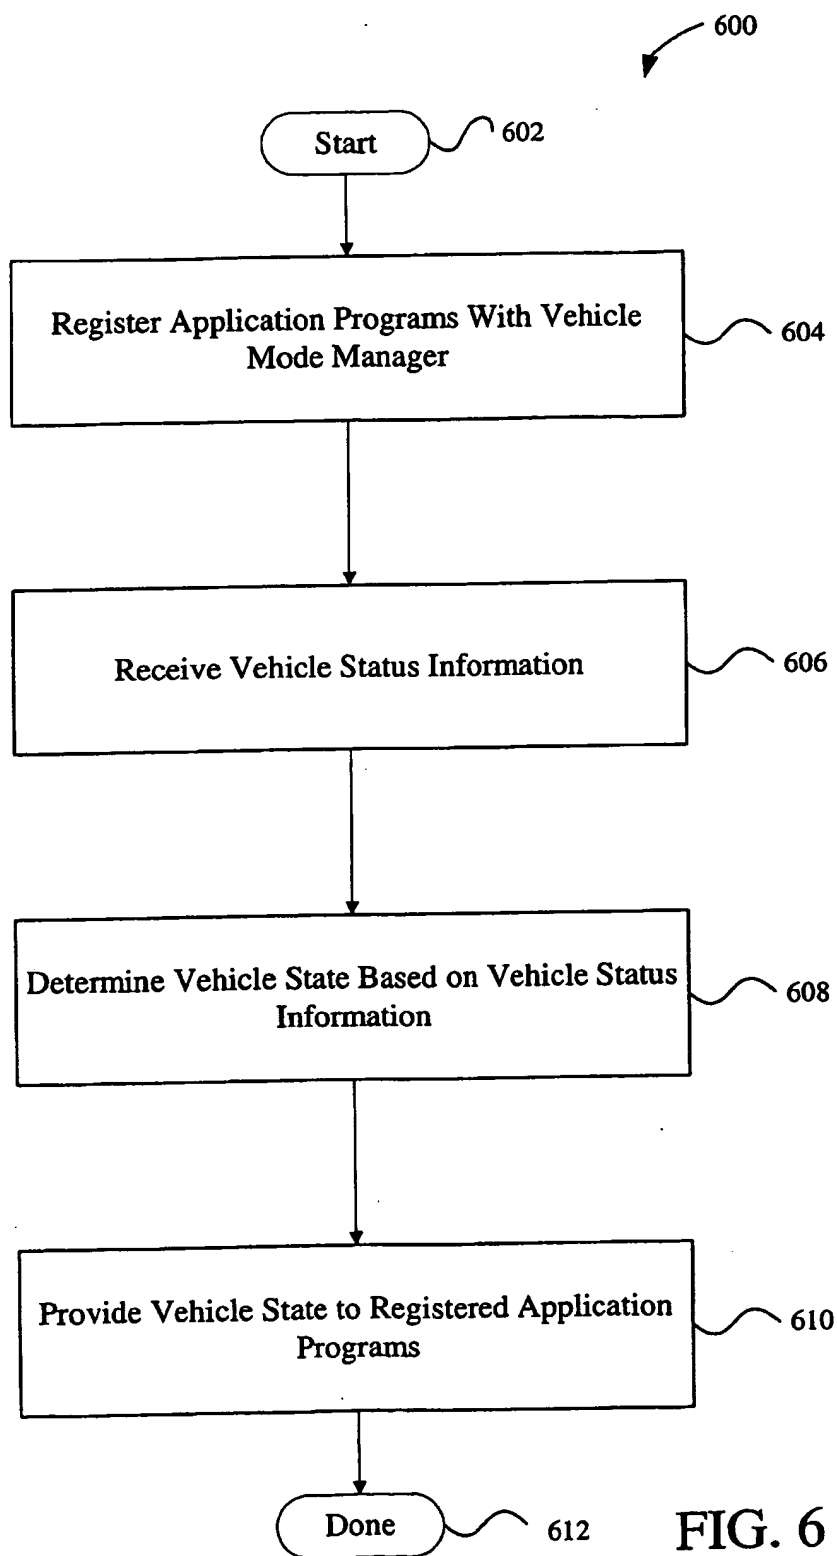 600
Start
602
Register Application Programs With Vehicle
Mode Manager
604
Receive Vehicle Status Information
606
Determine Vehicle State Based on Vehicle Status
Information
608
Provide Vehicle State to Registered Application
Programs
610
Done
612
FIG. 6